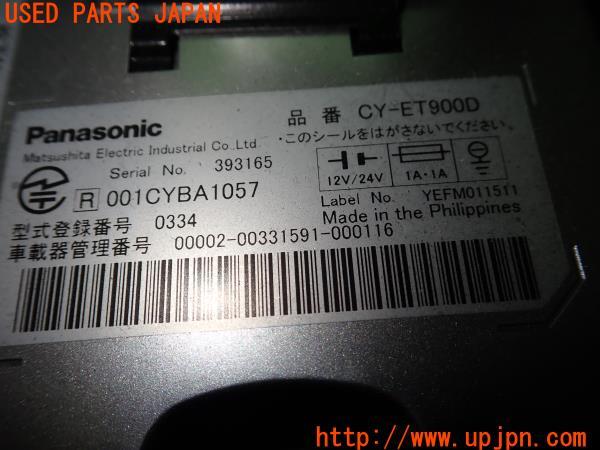 USED PARTS JAPAN
Panasonic
品番 CY-ET900D
Matsushita Electric Industrial Co.,Ltd.
・このシールをはがさないでください。
Serial No. 393165
12V/24V
1A・1A
R 001CYBA1057
Label No. YEFM011511
型式登録番号 0334
Made in the Philippines
車載器管理番号 00002-00331591-000116
UPJ
http://www.upjpn.com/